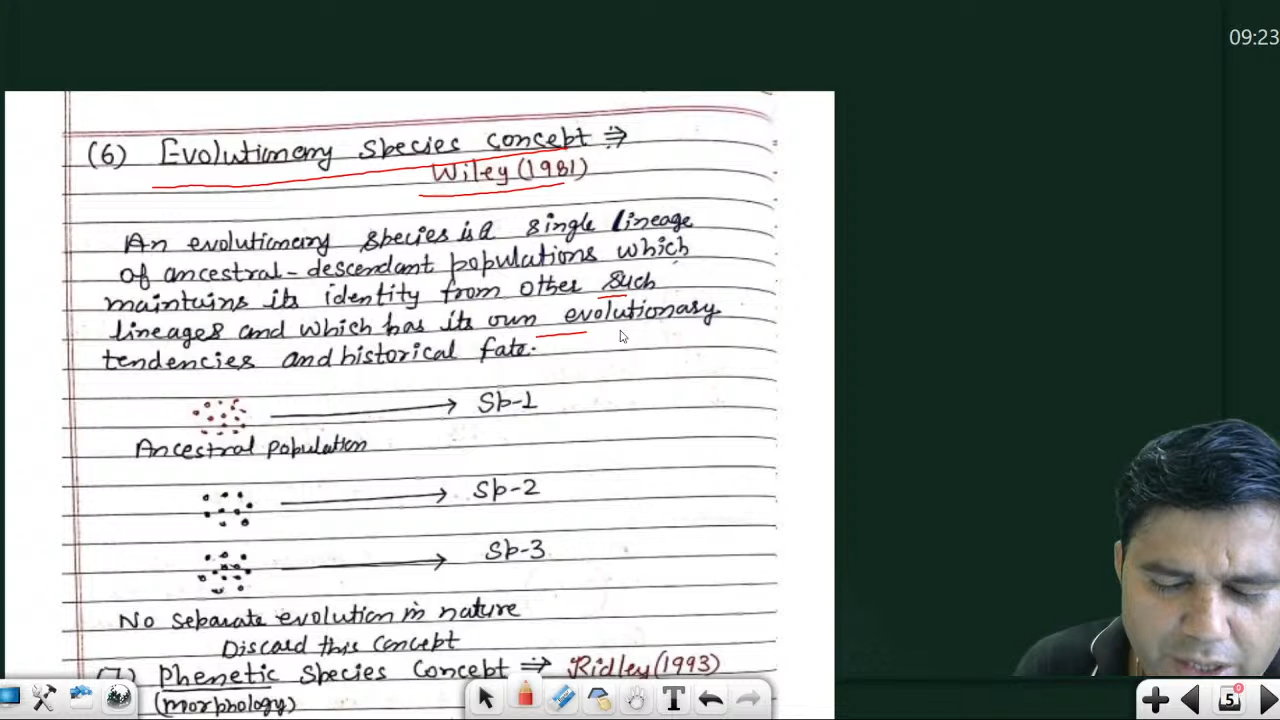 09:23
(6) Evolutionary Species concept ⇒
Wiley (1981)
An evolutionary species is a single lineage
of ancestral-descendant populations which
maintains its identity from other such
lineages and which has its own evolutionary
tendencies and historical fate.
→ Sp-1
Ancestral population
→ Sp-2
→ Sp-3
No separate evolution in nature
Discard this concept
(7) Phenetic Species Concept ⇒ Ridley (1993)
(morphology)
T
5
0